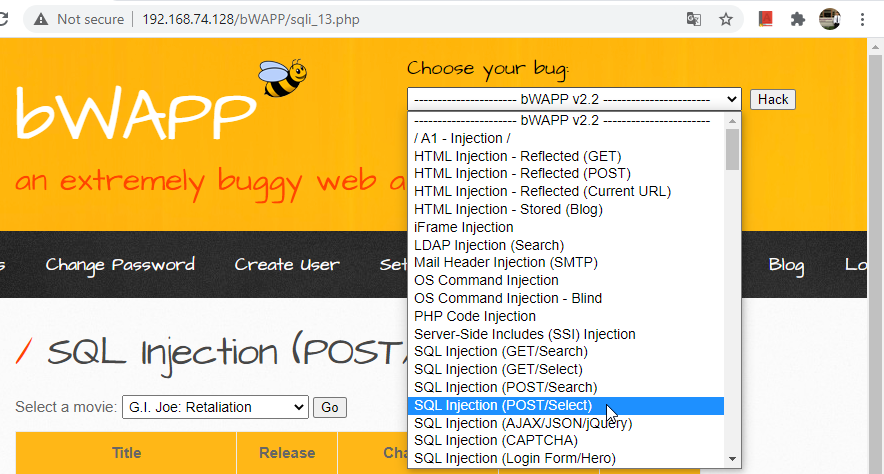 Not secure
192.168.74.128/bWAPP/sqli_13.php
bWAPP
an extremely buggy web a
Choose your bug:
---------------------- bWAPP v2.2 -----------------------
Hack
---------------------- bWAPP v2.2 -----------------------
/ A1 - Injection /
HTML Injection - Reflected (GET)
HTML Injection - Reflected (POST)
HTML Injection - Reflected (Current URL)
HTML Injection - Stored (Blog)
iFrame Injection
LDAP Injection (Search)
Mail Header Injection (SMTP)
OS Command Injection
OS Command Injection - Blind
PHP Code Injection
Server-Side Includes (SSI) Injection
SQL Injection (GET/Search)
SQL Injection (GET/Select)
SQL Injection (POST/Search)
SQL Injection (POST/Select)
SQL Injection (AJAX/JSON/jQuery)
SQL Injection (CAPTCHA)
SQL Injection (Login Form/Hero)
s Change Password Create User Set Blog Lo
/ SQL Injection (POST/
Select a movie: G.I. Joe: Retaliation Go
Title Release Cha